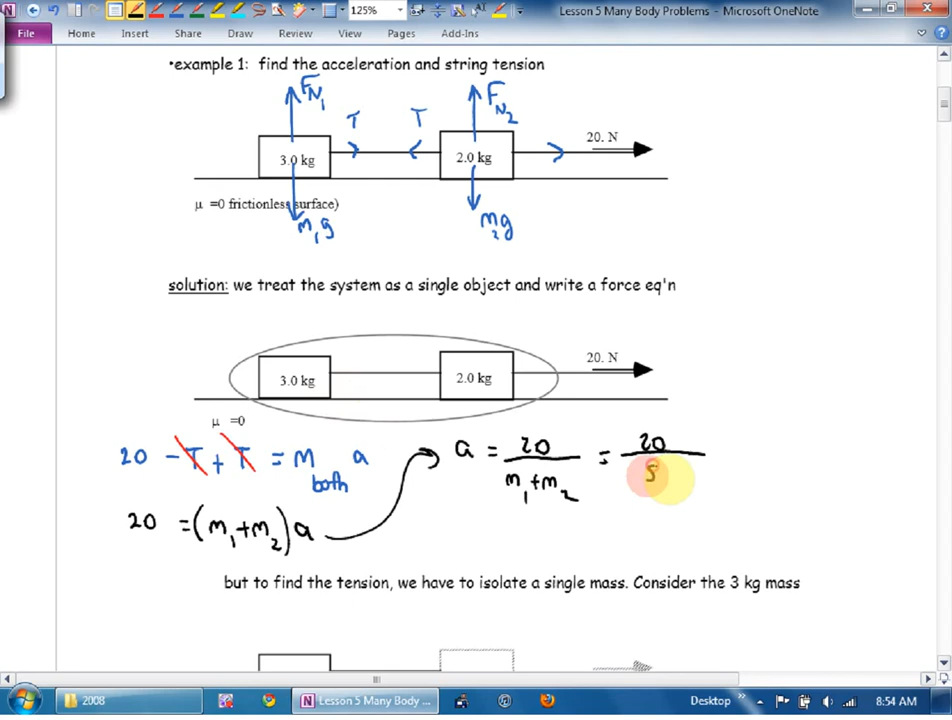 Lesson 5 Many Body Problems - Microsoft OneNote
125%
File Home Insert Share Draw Review View Pages Add-Ins
•example 1: find the acceleration and string tension
FN1 FN2
T T
20. N
3.0 kg 2.0 kg
μ =0 frictionless surface)
m1g m2g
solution: we treat the system as a single object and write a force eq'n
20. N
3.0 kg 2.0 kg
μ =0
20 - T + T = m both a
a = 20 / m1+m2 = 20 / 5
20 = (m1+m2) a
but to find the tension, we have to isolate a single mass. Consider the 3 kg mass
2008 Lesson 5 Many Body ... Desktop 8:54 AM